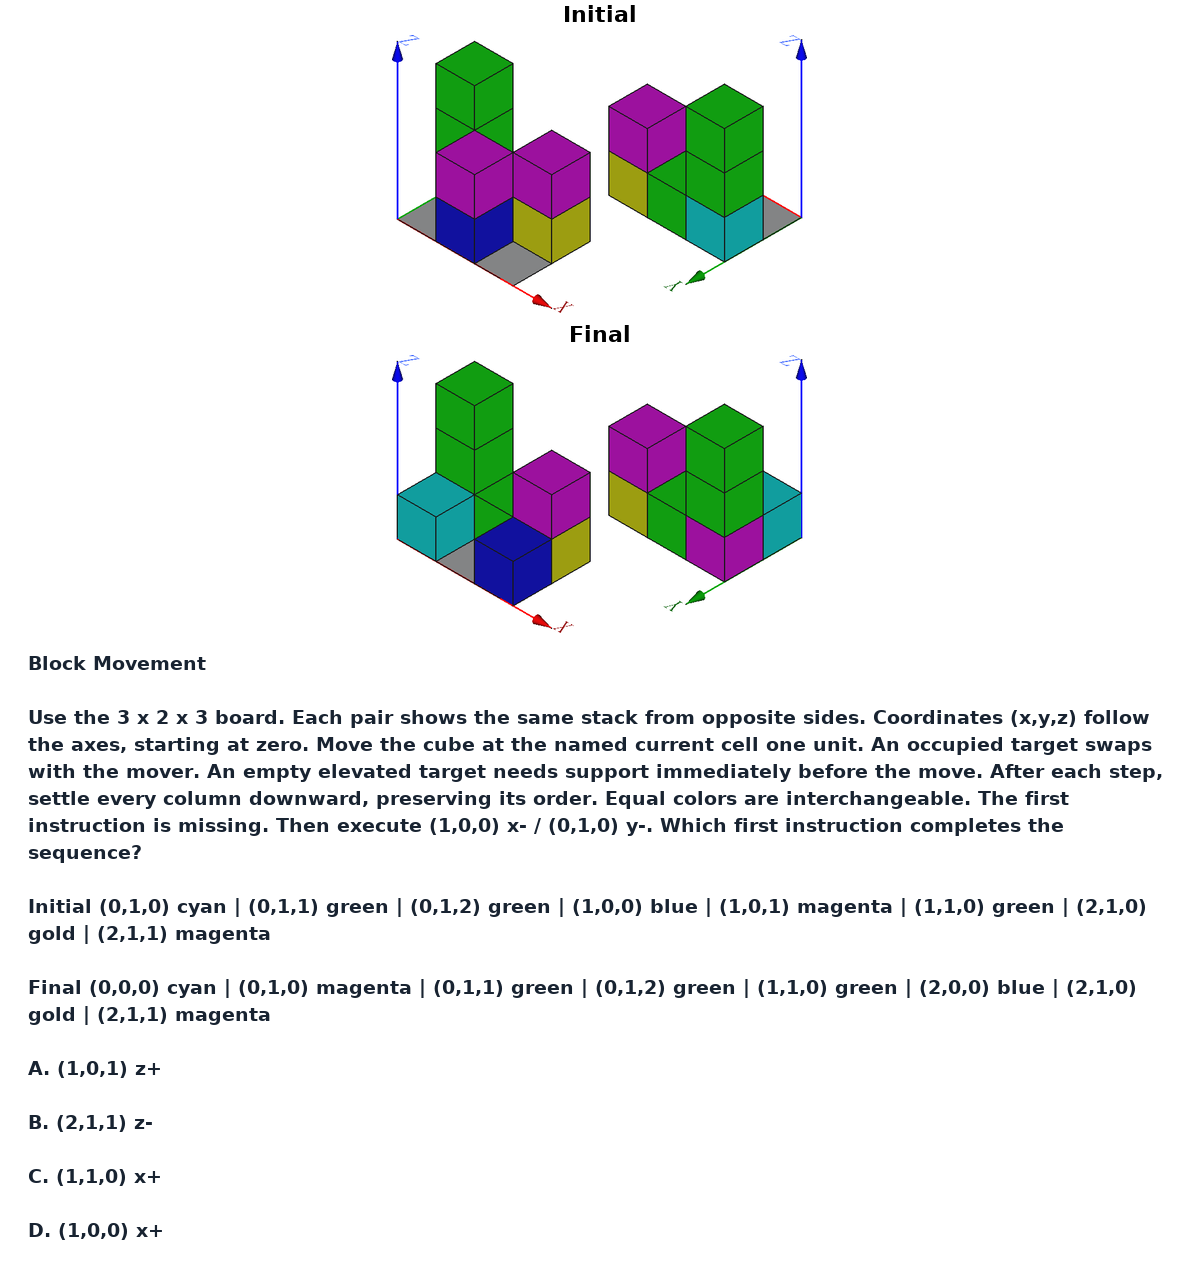 Initial
Z
Z
X
Y
Final
Z
Z
X
Y
Block Movement
Use the 3 x 2 x 3 board. Each pair shows the same stack from opposite sides. Coordinates (x,y,z) follow
the axes, starting at zero. Move the cube at the named current cell one unit. An occupied target swaps
with the mover. An empty elevated target needs support immediately before the move. After each step,
settle every column downward, preserving its order. Equal colors are interchangeable. The first
instruction is missing. Then execute (1,0,0) x- / (0,1,0) y-. Which first instruction completes the
sequence?
Initial (0,1,0) cyan | (0,1,1) green | (0,1,2) green | (1,0,0) blue | (1,0,1) magenta | (1,1,0) green | (2,1,0)
gold | (2,1,1) magenta
Final (0,0,0) cyan | (0,1,0) magenta | (0,1,1) green | (0,1,2) green | (1,1,0) green | (2,0,0) blue | (2,1,0)
gold | (2,1,1) magenta
A. (1,0,1) z+
B. (2,1,1) z-
C. (1,1,0) x+
D. (1,0,0) x+